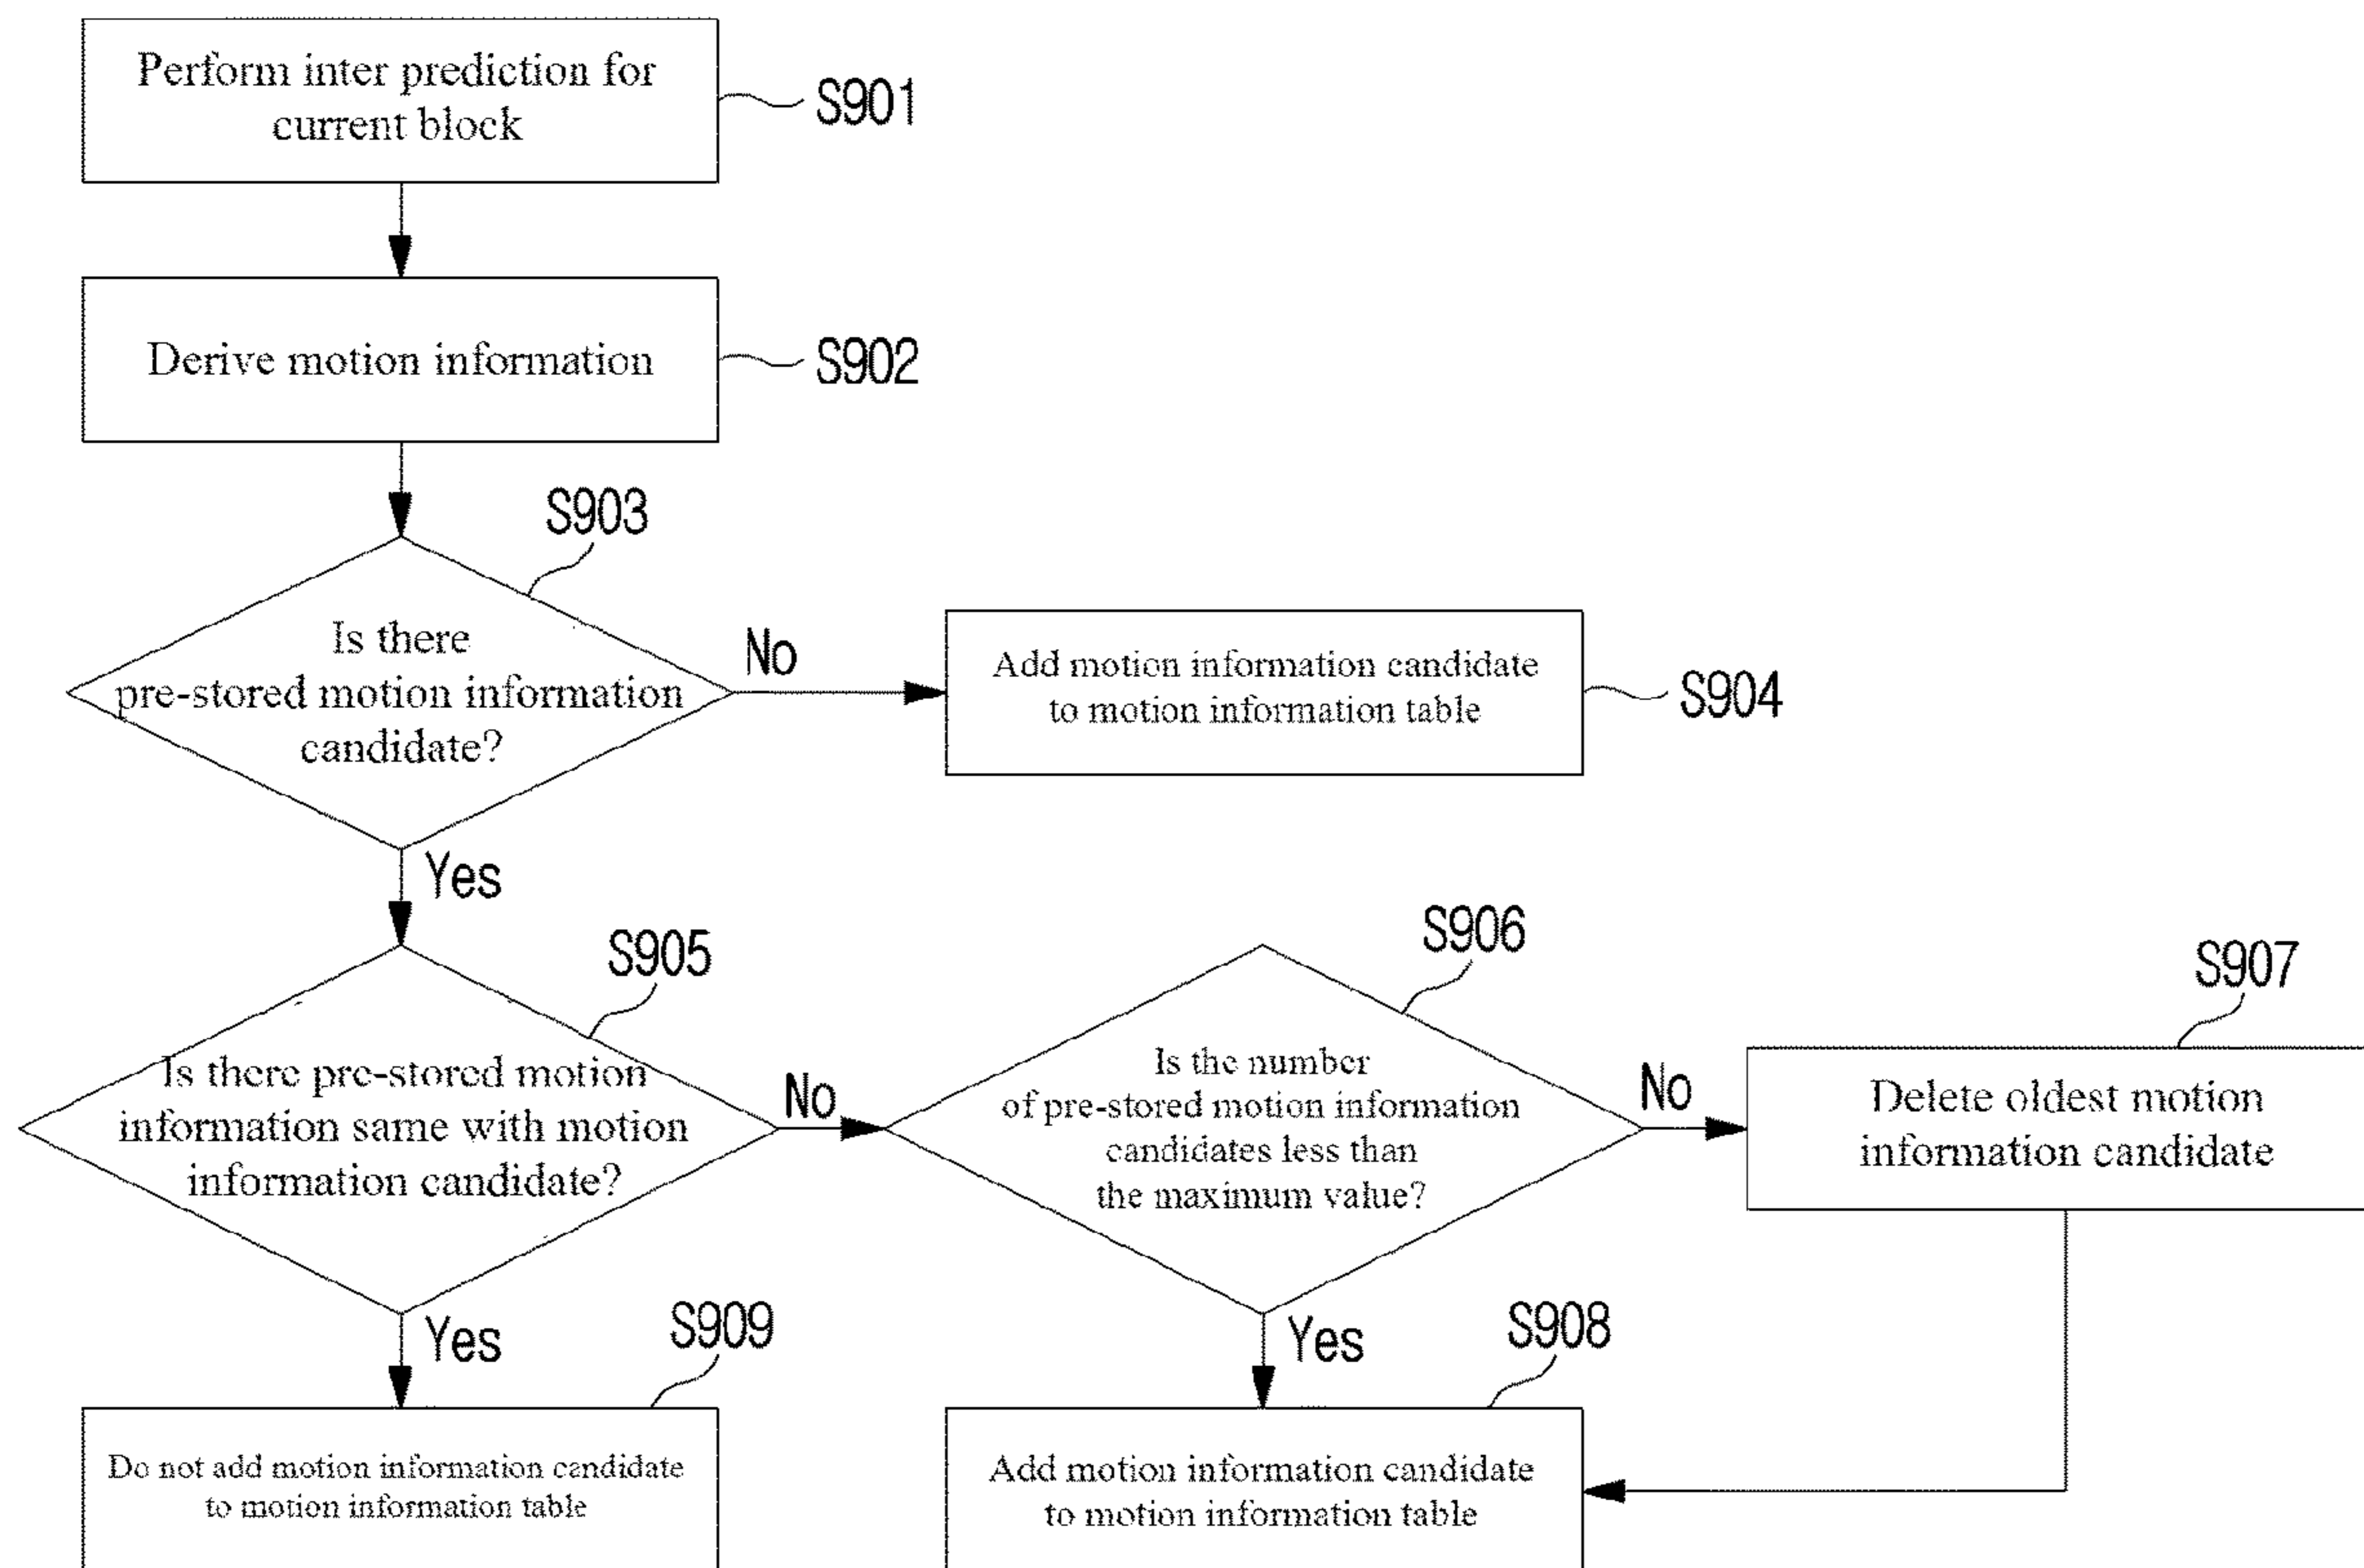 Perform inter prediction for
current block
S901
Derive motion information
S902
S903
Is there
pre-stored motion information
candidate?
No
Add motion information candidate
to motion information table
S904
Yes
S905
Is there pre-stored motion
information same with motion
information candidate?
No
S906
Is the number
of pre-stored motion information
candidates less than
the maximum value?
No
S907
Delete oldest motion
information candidate
Yes
S909
Do not add motion information candidate
to motion information table
Yes
S908
Add motion information candidate
to motion information table